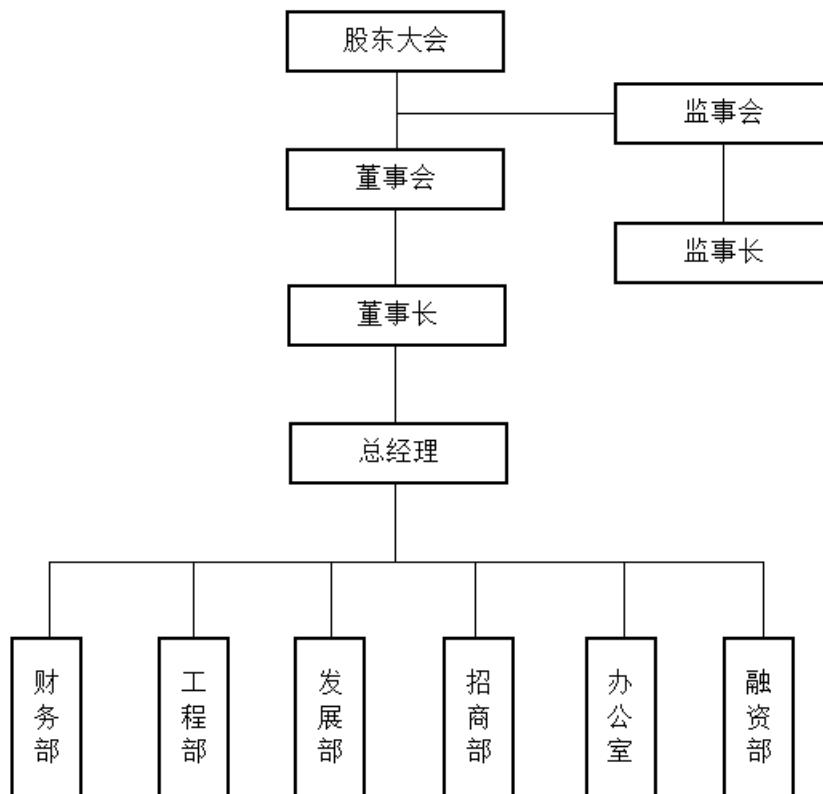 股东大会
监事会
董事会
监事长
董事长
总经理
财务部
工程部
发展部
招商部
办公室
融资部